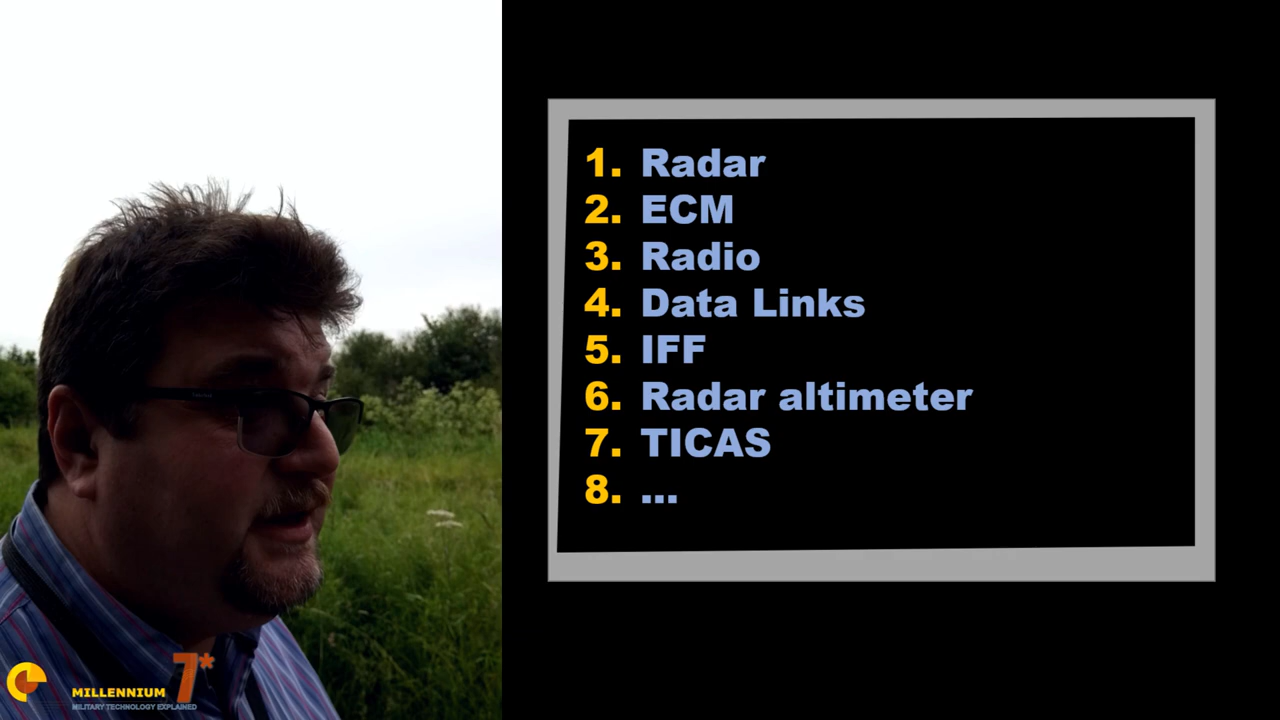 1. Radar
2. ECM
3. Radio
4. Data Links
5. IFF
6. Radar altimeter
7. TICAS
8. ...
7*
MILLENNIUM
MILITARY TECHNOLOGY EXPLAINED